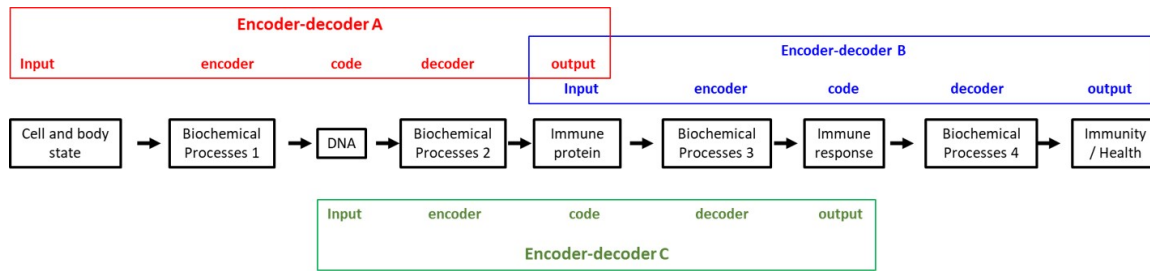 Encoder-decoder A
Encoder-decoder B
Input encoder code decoder output
Input encoder code decoder output
Cell and body
state
Biochemical
Processes 1
DNA
Biochemical
Processes 2
Immune
protein
Biochemical
Processes 3
Immune
response
Biochemical
Processes 4
Immunity
/ Health
Input encoder code decoder output
Encoder-decoder C